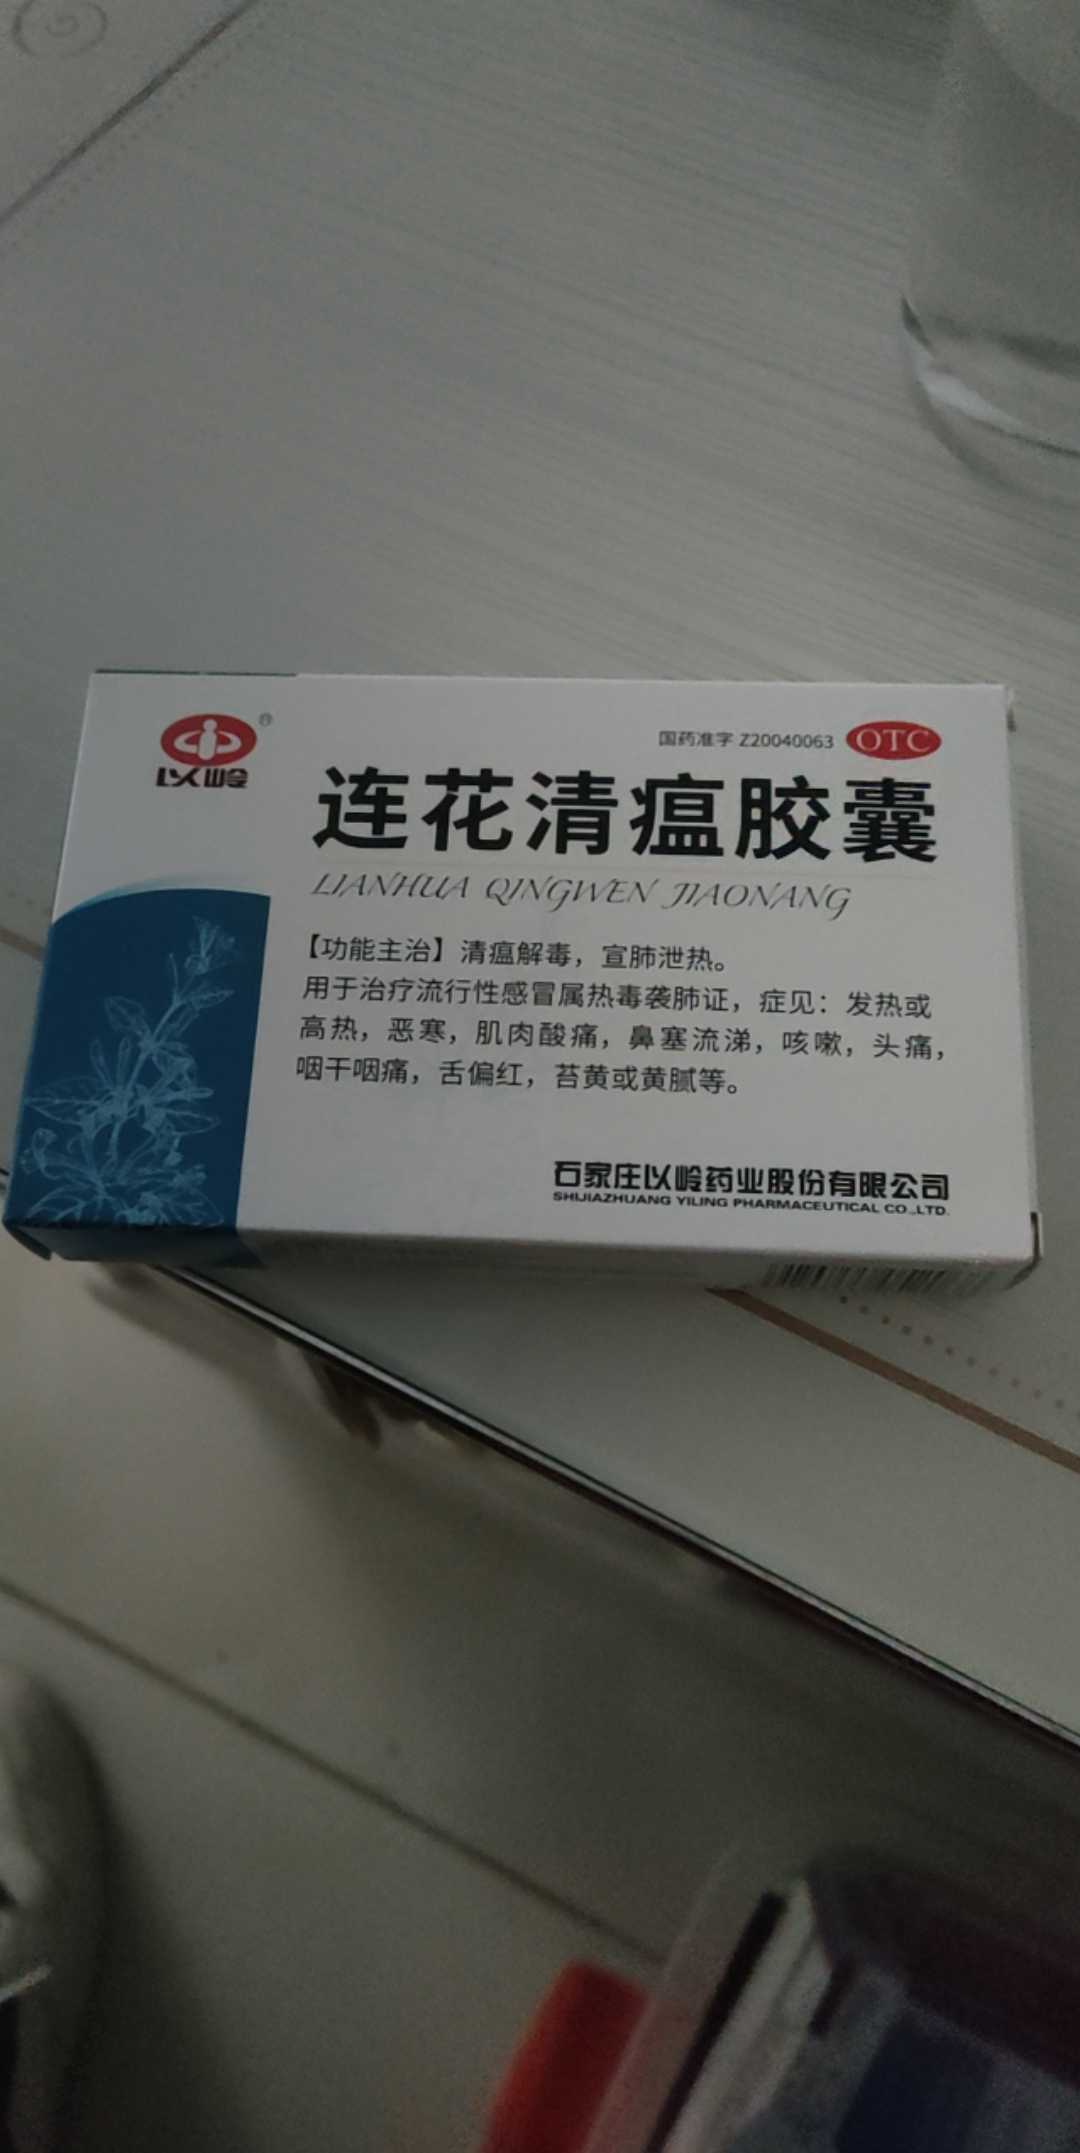 以岭
®
国药准字 Z20040063 OTC
连花清瘟胶囊
LIANHUA QINGWEN JIAONANG
【功能主治】清瘟解毒，宣肺泄热。
用于治疗流行性感冒属热毒袭肺证，症见：发热或
高热，恶寒，肌肉酸痛，鼻塞流涕，咳嗽，头痛，
咽干咽痛，舌偏红，苔黄或黄腻等。
石家庄以岭药业股份有限公司
SHIJIAZHUANG YILING PHARMACEUTICAL CO.,LTD.